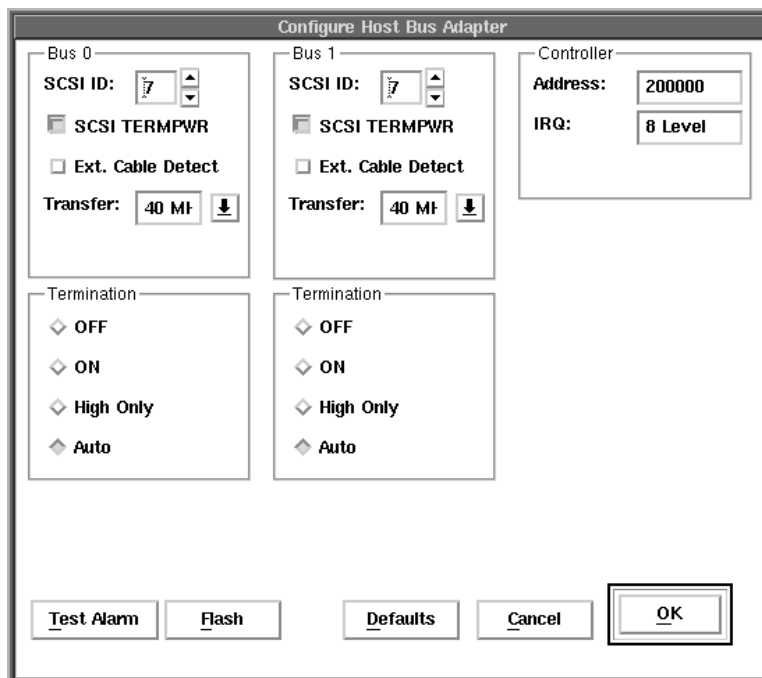 Configure Host Bus Adapter
Bus 0
SCSI ID: 7
SCSI TERMPWR
Ext. Cable Detect
Transfer: 40 MH
Bus 1
SCSI ID: 7
SCSI TERMPWR
Ext. Cable Detect
Transfer: 40 MH
Controller
Address: 200000
IRQ: 8 Level
Termination
OFF
ON
High Only
Auto
Termination
OFF
ON
High Only
Auto
Test Alarm
Flash
Defaults
Cancel
OK